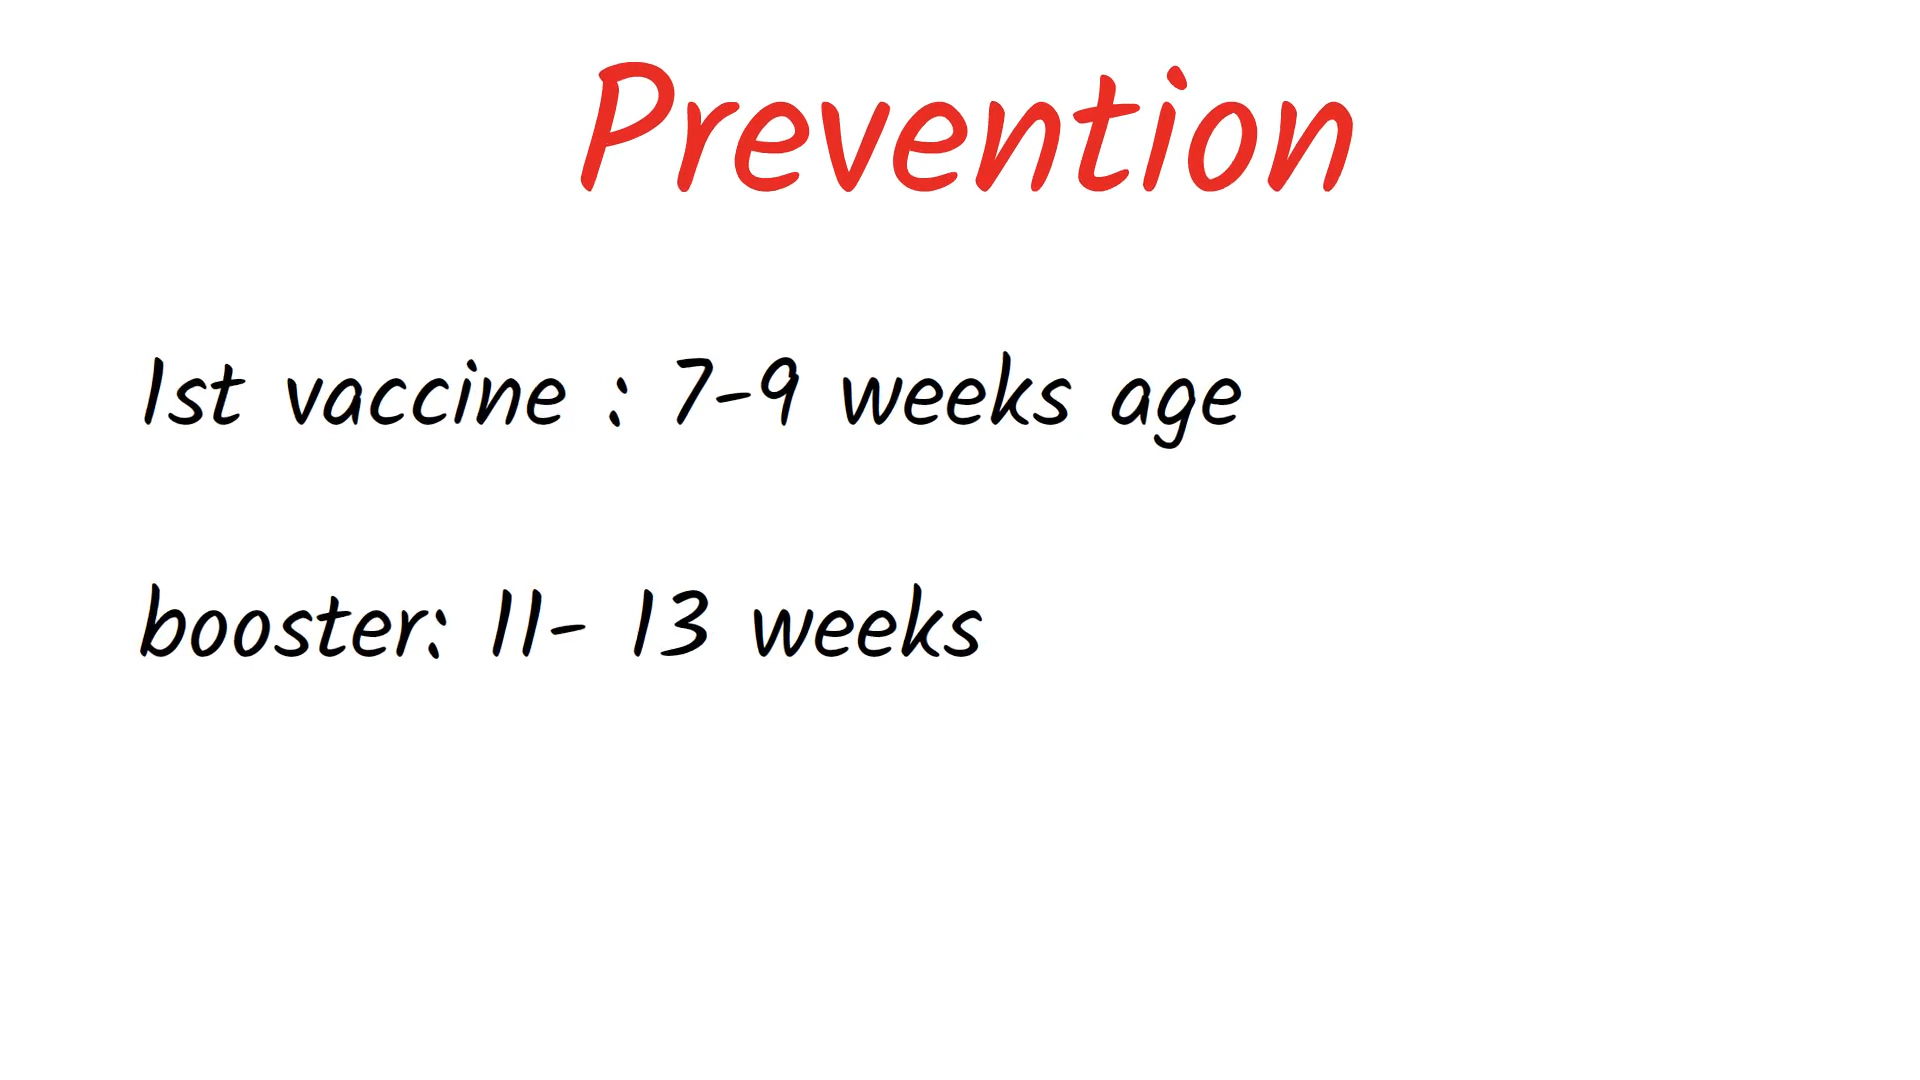 Prevention
1st vaccine : 7-9 weeks age
booster: 11- 13 weeks